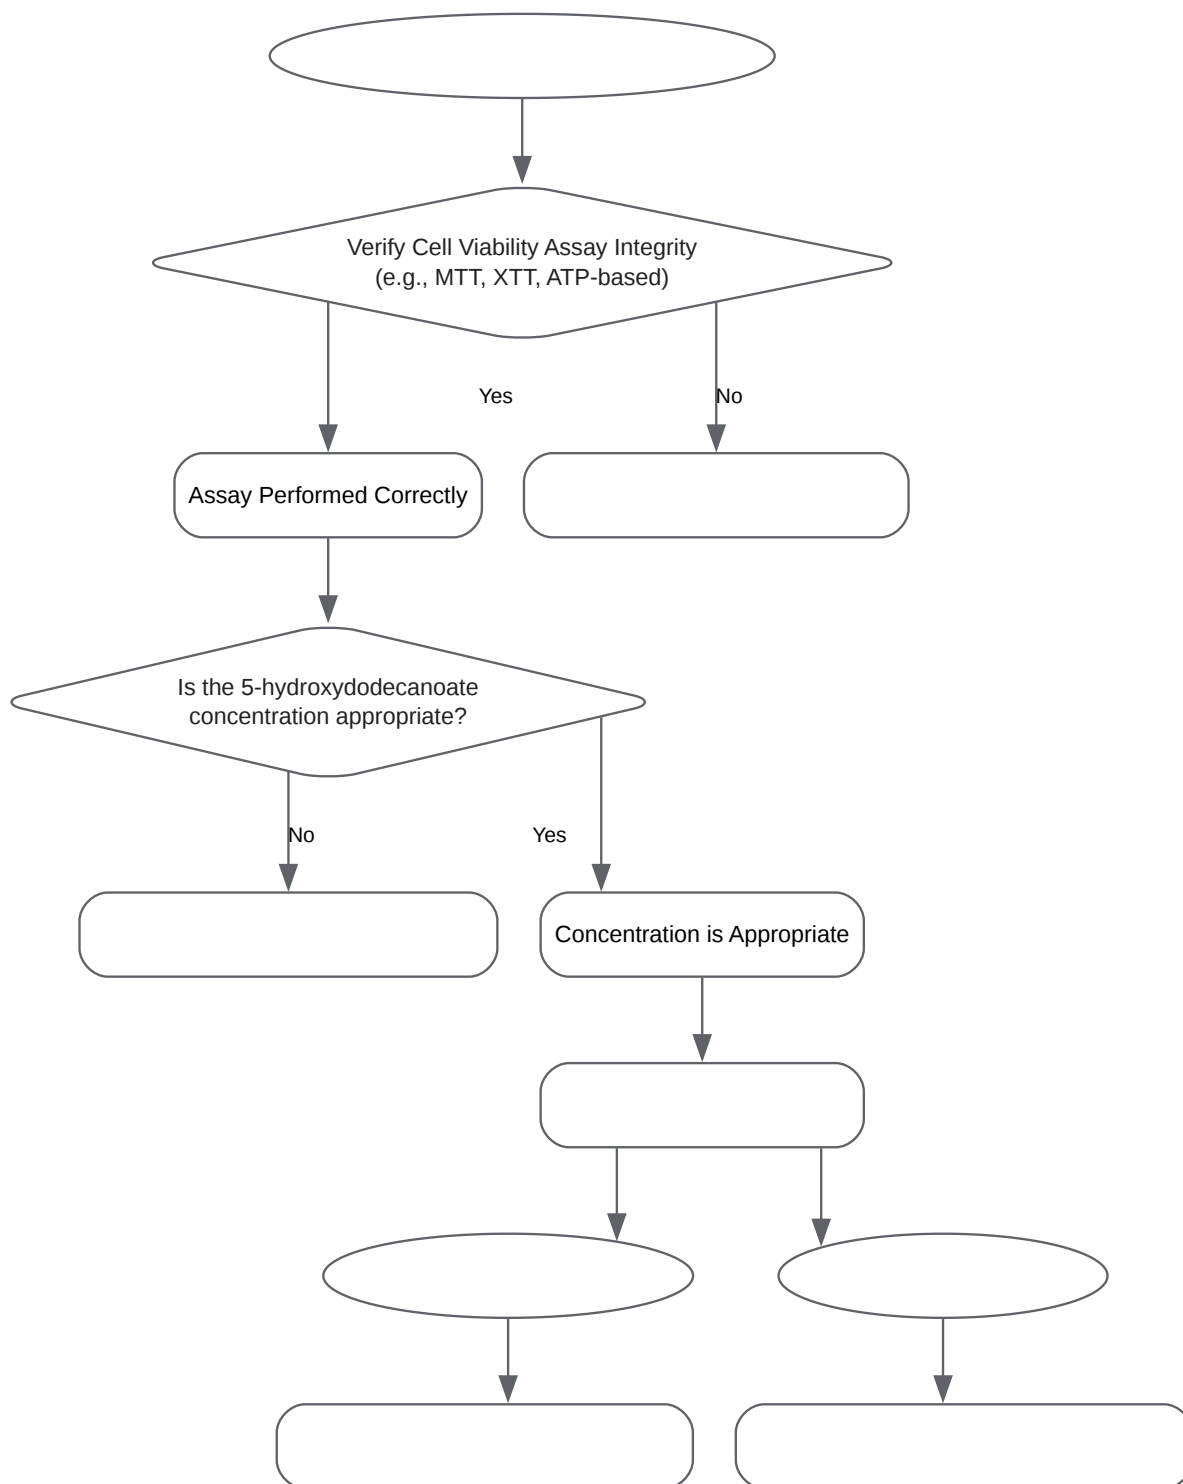 Verify Cell Viability Assay Integrity
(e.g., MTT, XTT, ATP-based)
Yes
No
Assay Performed Correctly
Is the 5-hydroxydodecanoate
concentration appropriate?
No
Yes
Concentration is Appropriate